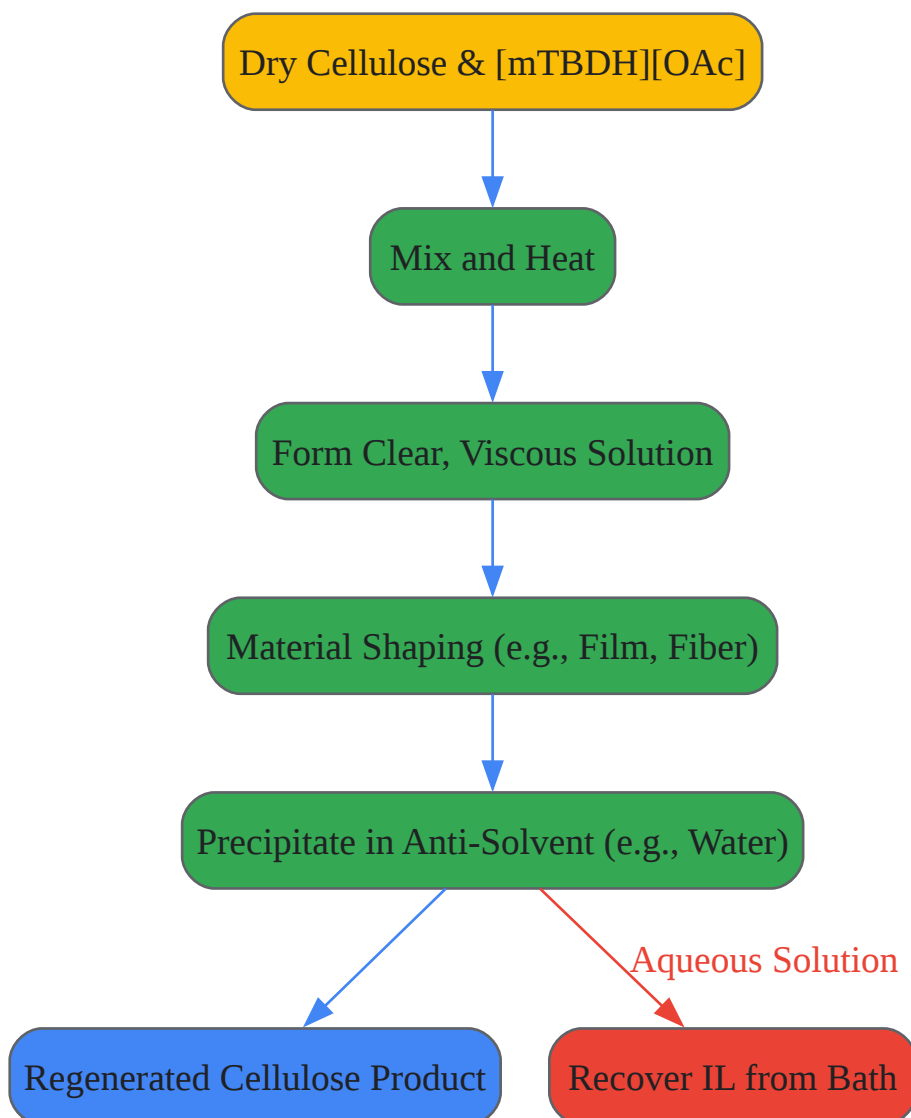 Dry Cellulose & [mTBDH][OAc]
Mix and Heat
Form Clear, Viscous Solution
Material Shaping (e.g., Film, Fiber)
Precipitate in Anti-Solvent (e.g., Water)
Aqueous Solution
Regenerated Cellulose Product
Recover IL from Bath